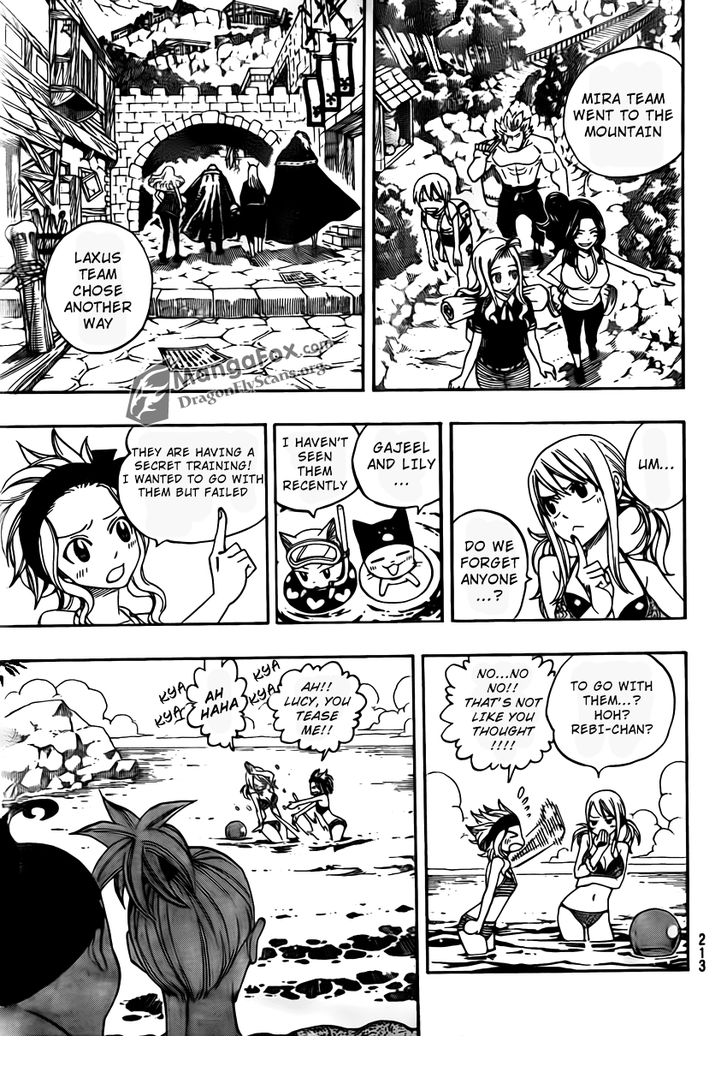 MIRA TEAM
WENT TO THE
MOUNTAIN
LAXUS
TEAM
CHOSE
ANOTHER
WAY
MangaFox.com
DragonFlyScans.org
UM...
DO WE
FORGET
ANYONE
...?
GAJEEL
AND LILY
...
I HAVEN'T
SEEN
THEM
RECENTLY
THEY ARE HAVING A
SECRET TRAINING!
I WANTED TO GO WITH
THEM BUT FAILED
TO GO WITH
THEM...?
HOH?
REBI-CHAN?
NO...NO
NO!!
THAT'S NOT
LIKE YOU
THOUGHT
!!!!
AH!!
LUCY, YOU
TEASE
ME!!
KYA
KYA
AH
HAHA
KYA
KYA
213